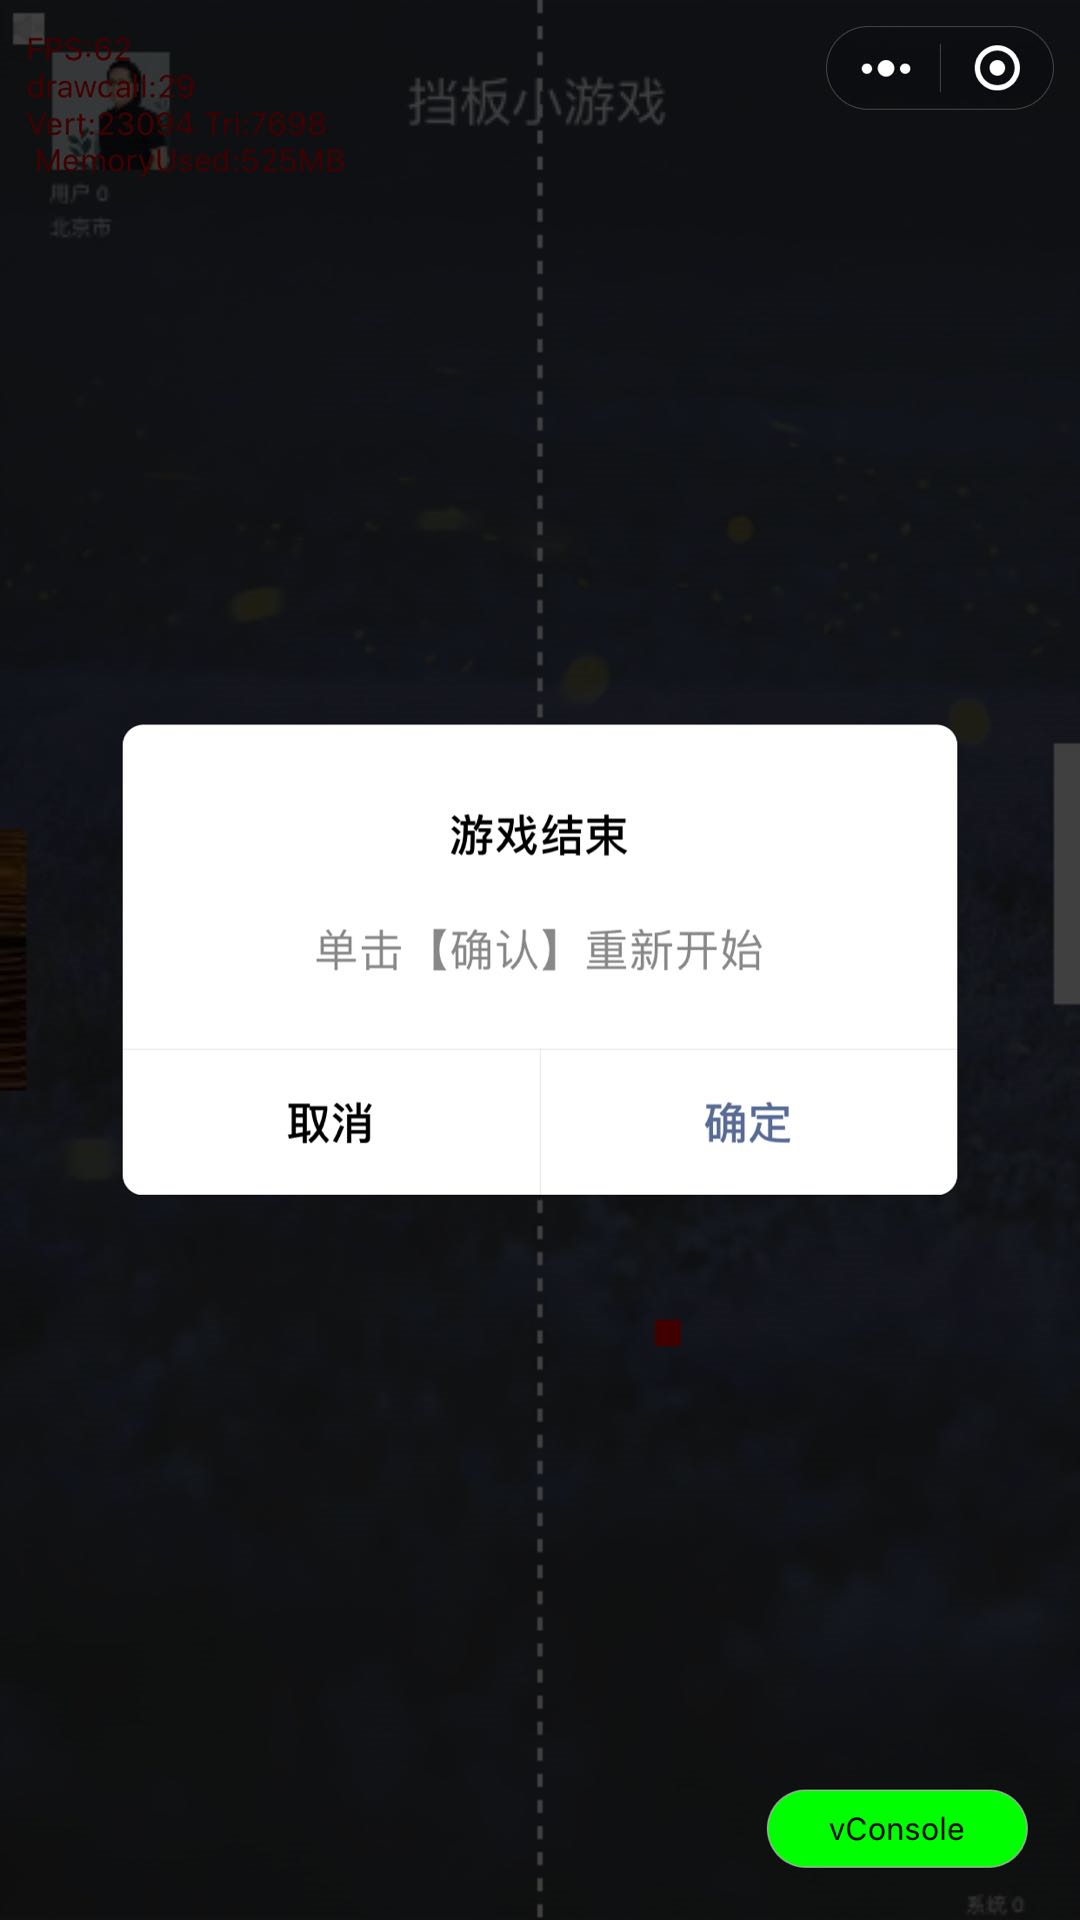 FPS:62
drawcall:29
Vert:23094 Tri:7698
MemoryUsed:525MB
挡板小游戏
用户 0
北京市
游戏结束
单击【确认】重新开始
取消
确定
vConsole
系统 0